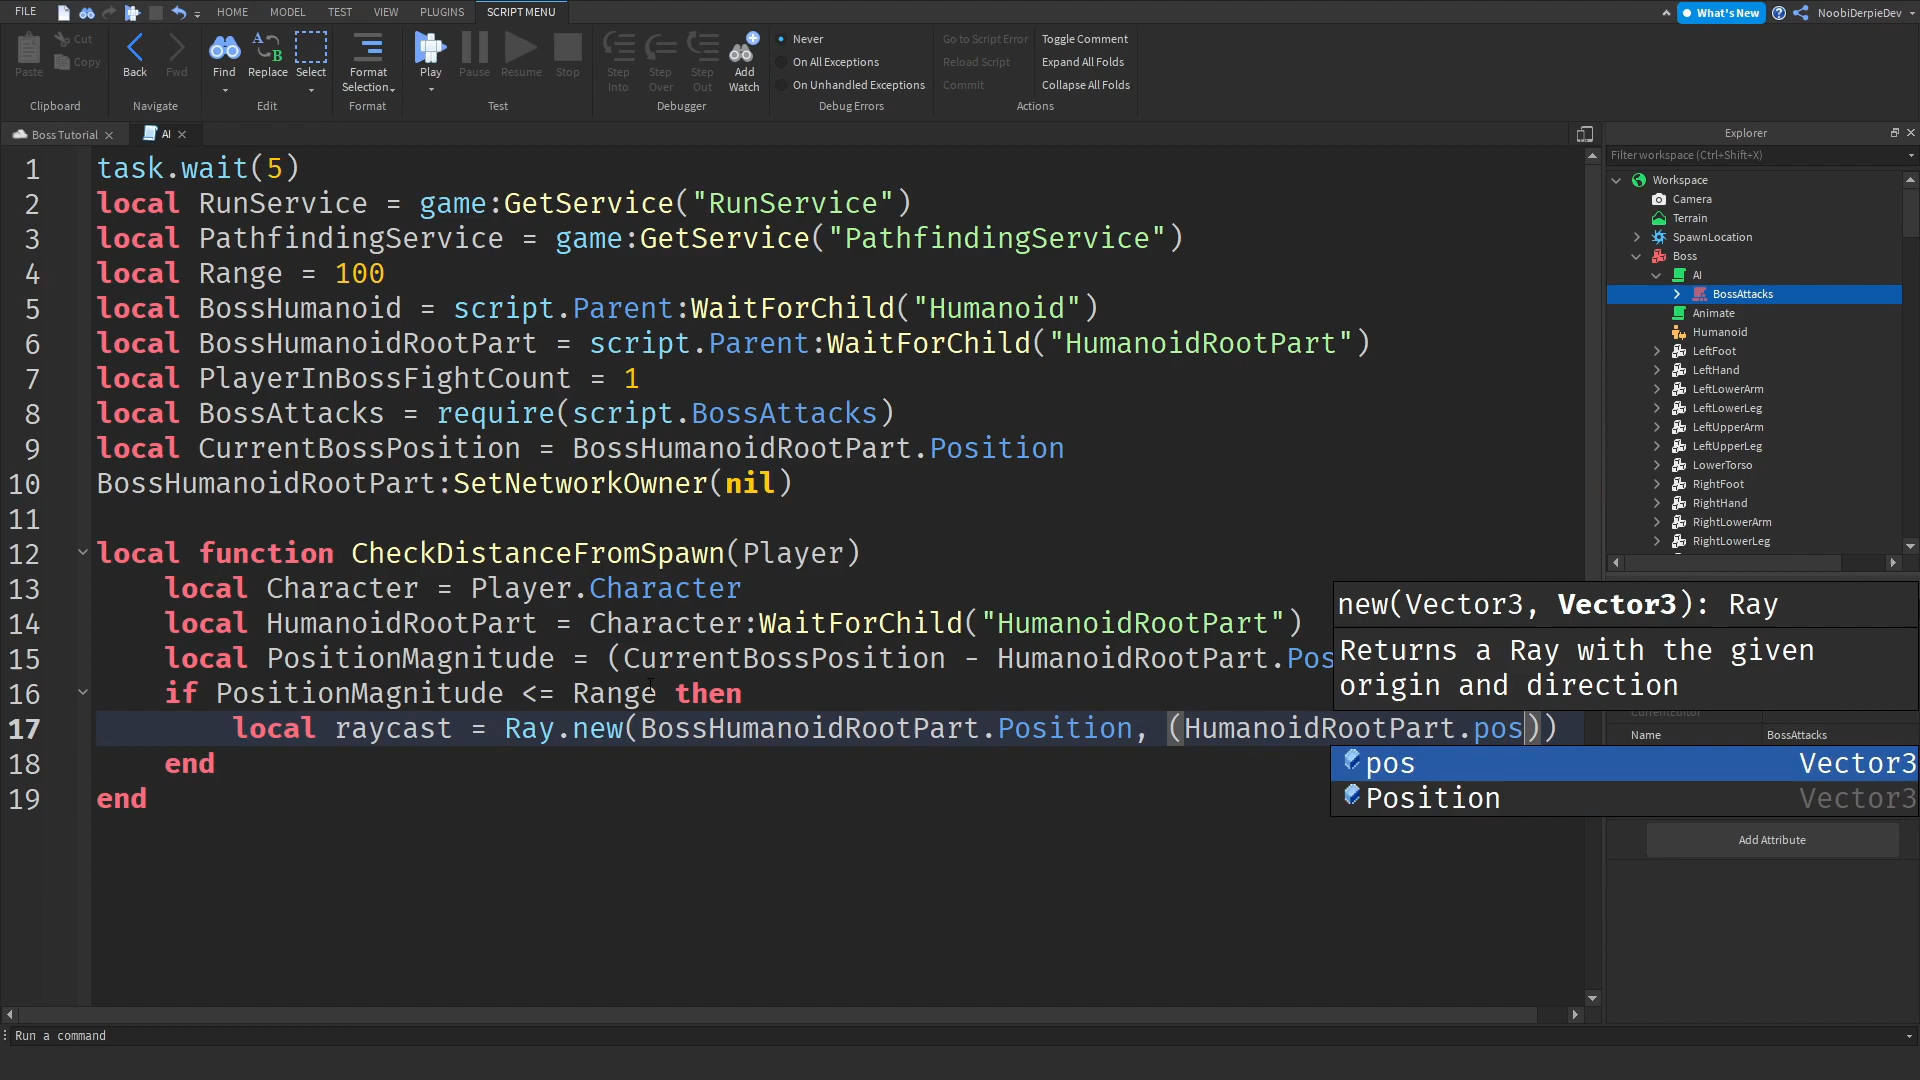 FILE HOME MODEL TEST VIEW PLUGINS SCRIPT MENU What's New NoobiDerpieDev
Paste Cut Copy Back Fwd Find Replace Select Format Selection Play Pause Resume Stop Step Into Step Over Step Out Add Watch
Never
On All Exceptions
On Unhandled Exceptions
Go to Script Error
Reload Script
Commit
Toggle Comment
Expand All Folds
Collapse All Folds
Clipboard Navigate Edit Format Test Debugger Debug Errors Actions
Boss Tutorial AI
1 task.wait(5)
2 local RunService = game:GetService("RunService")
3 local PathfindingService = game:GetService("PathfindingService")
4 local Range = 100
5 local BossHumanoid = script.Parent:WaitForChild("Humanoid")
6 local BossHumanoidRootPart = script.Parent:WaitForChild("HumanoidRootPart")
7 local PlayerInBossFightCount = 1
8 local BossAttacks = require(script.BossAttacks)
9 local CurrentBossPosition = BossHumanoidRootPart.Position
10 BossHumanoidRootPart:SetNetworkOwner(nil)
11
12 local function CheckDistanceFromSpawn(Player)
13 local Character = Player.Character
14 local HumanoidRootPart = Character:WaitForChild("HumanoidRootPart")
15 local PositionMagnitude = (CurrentBossPosition - HumanoidRootPart.Pos
16 if PositionMagnitude <= Range then
17 local raycast = Ray.new(BossHumanoidRootPart.Position, (HumanoidRootPart.pos))
18 end
19 end
new(Vector3, Vector3): Ray
Returns a Ray with the given
origin and direction
pos Vector3
Position Vector3
Explorer
Filter workspace (Ctrl+Shift+X)
Workspace
Camera
Terrain
SpawnLocation
Boss
AI
BossAttacks
Animate
Humanoid
LeftFoot
LeftHand
LeftLowerArm
LeftLowerLeg
LeftUpperArm
LeftUpperLeg
LowerTorso
RightFoot
RightHand
RightLowerArm
RightLowerLeg
CurrentEditor
Name BossAttacks
Add Attribute
Run a command